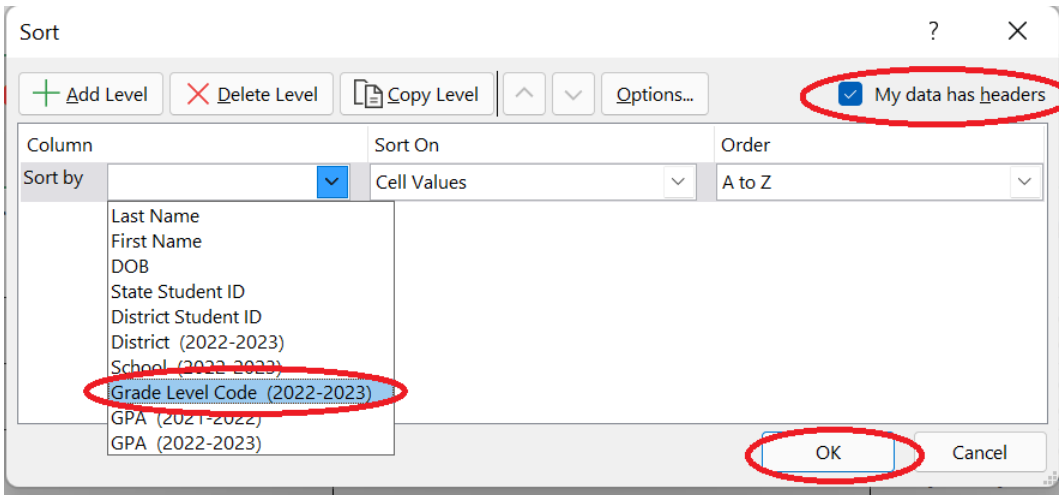 Sort ?
Add Level Delete Level Copy Level Options... My data has headers
Column Sort On Order
Sort by Cell Values A to Z
Last Name
First Name
DOB
State Student ID
District Student ID
District (2022-2023)
School (2022-2023)
Grade Level Code (2022-2023)
GPA (2021-2022)
GPA (2022-2023)
OK Cancel